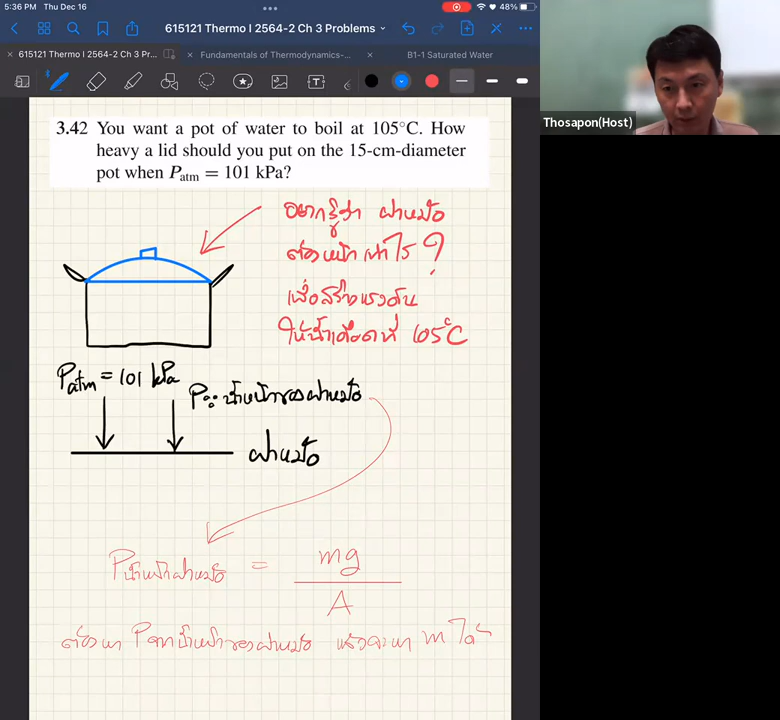 5:36 PM Thu Dec 16
48%
615121 Thermo I 2564-2 Ch 3 Problems
615121 Thermo I 2564-2 Ch 3 Pr...
Fundamentals of Thermodynamics-...
B1-1 Saturated Water
Thosapon(Host)
3.42 You want a pot of water to boil at 105°C. How
heavy a lid should you put on the 15-cm-diameter
pot when Patm = 101 kPa?
อยากรู้ว่า ฝาหม้อ
ต้องหนักเท่าไร ?
เพื่อสร้างแรงดัน
ให้น้ำเดือดที่ 105°C
Patm = 101 kPa
P น้ำหนักของฝาหม้อ
ฝาหม้อ
Pน้ำหนักฝาหม้อ = mg
A
ต้องหา Pจากน้ำหนักของฝาหม้อ แล้วจะหา m ได้